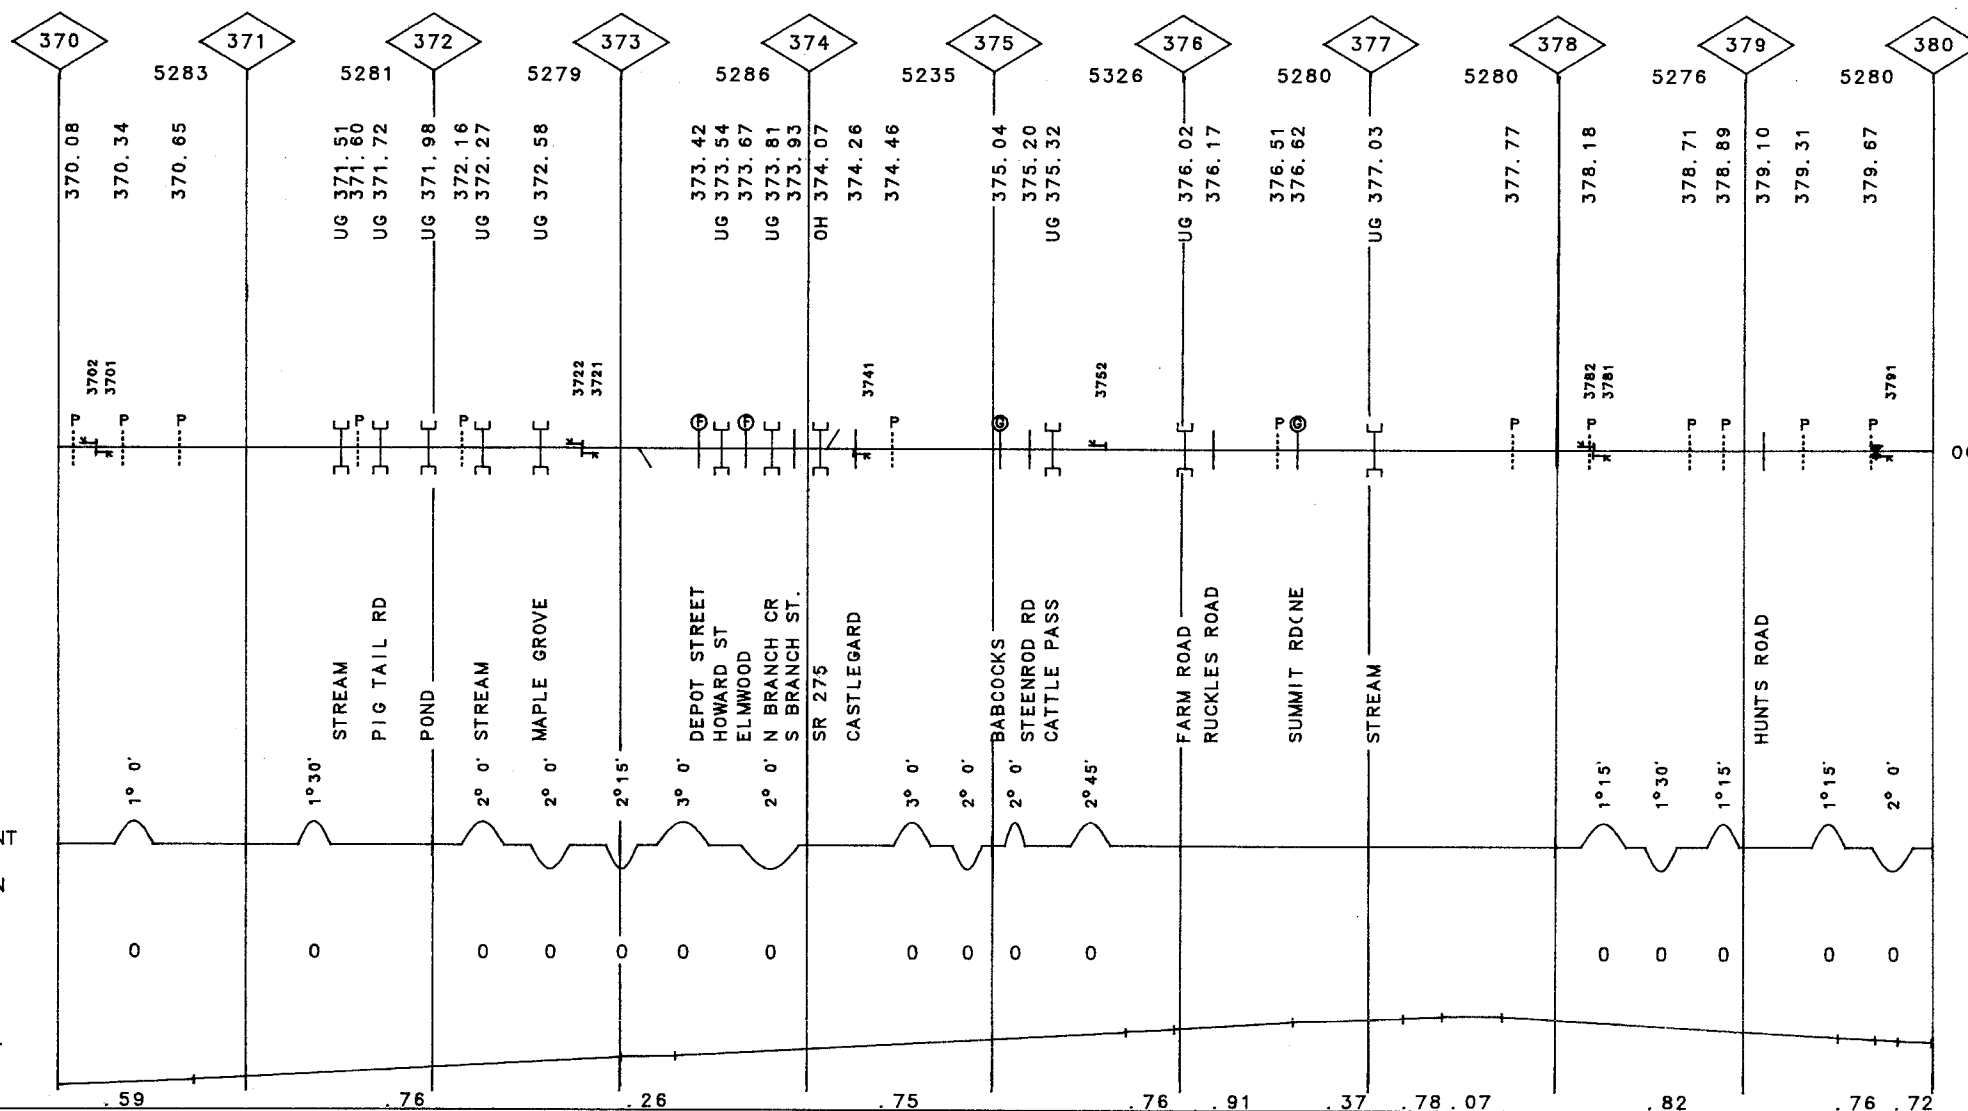 370 371 372 373 374 375 376 377 378 379 380
5283 5281 5279 5286 5235 5326 5280 5280 5276 5280
370.08
370.34
370.65
UG 371.51
371.60
UG 371.72
UG 371.98
372.16
UG 372.27
UG 372.58
373.42
UG 373.54
373.67
UG 373.81
373.93
OH 374.07
374.26
374.46
375.04
375.20
UG 375.32
UG 376.02
376.17
376.51
376.62
UG 377.03
377.77
378.18
378.71
378.89
379.10
379.31
379.67
3702
3701
3722
3721
3741
3752
3782
3781
3791
P P P P P F F P G P G P P P P P P
STREAM
PIG TAIL RD
POND
STREAM
MAPLE GROVE
DEPOT STREET
HOWARD ST
ELMWOOD
N BRANCH CR
S BRANCH ST.
SR 275
CASTLEGARD
BABCOCKS
STEENROD RD
CATTLE PASS
FARM ROAD
RUCKLES ROAD
SUMMIT RD(NE
STREAM
HUNTS ROAD
1° 0'
1°30'
2° 0'
2° 0'
2°15'
3° 0'
2° 0'
3° 0'
2° 0'
2° 0'
2°45'
1°15'
1°30'
1°15'
1°15'
2° 0'
NT
N
0 0 0 0 0 0 0 0 0 0 0 0 0 0 0 0
.59 .76 .26 .75 .76 .91 .37 .78 .07 .82 .76 .72